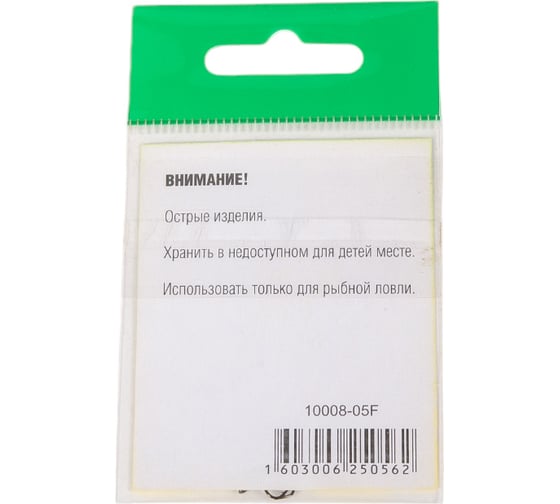 ВНИМАНИЕ!
Острые изделия.
Хранить в недоступном для детей месте.
Использовать только для рыбной ловли.
10008-05F
1 603006 250562